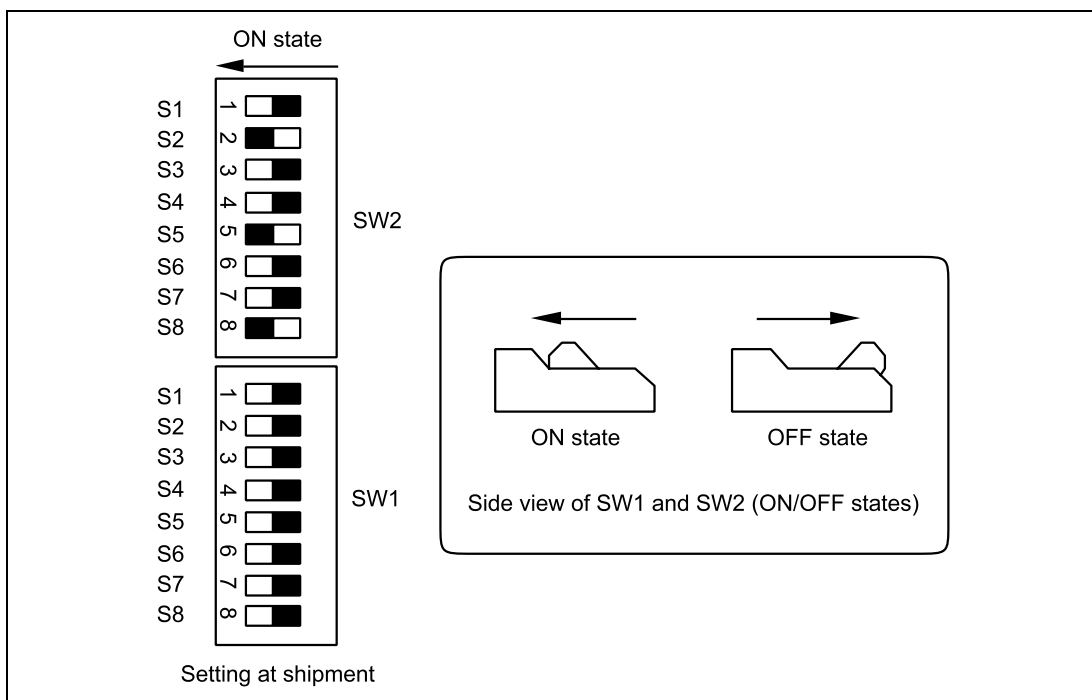 ON state
S1 1
S2 2
S3 3
S4 4
S5 5
S6 6
S7 7
S8 8
SW2
S1 1
S2 2
S3 3
S4 4
S5 5
S6 6
S7 7
S8 8
SW1
Setting at shipment
ON state OFF state
Side view of SW1 and SW2 (ON/OFF states)